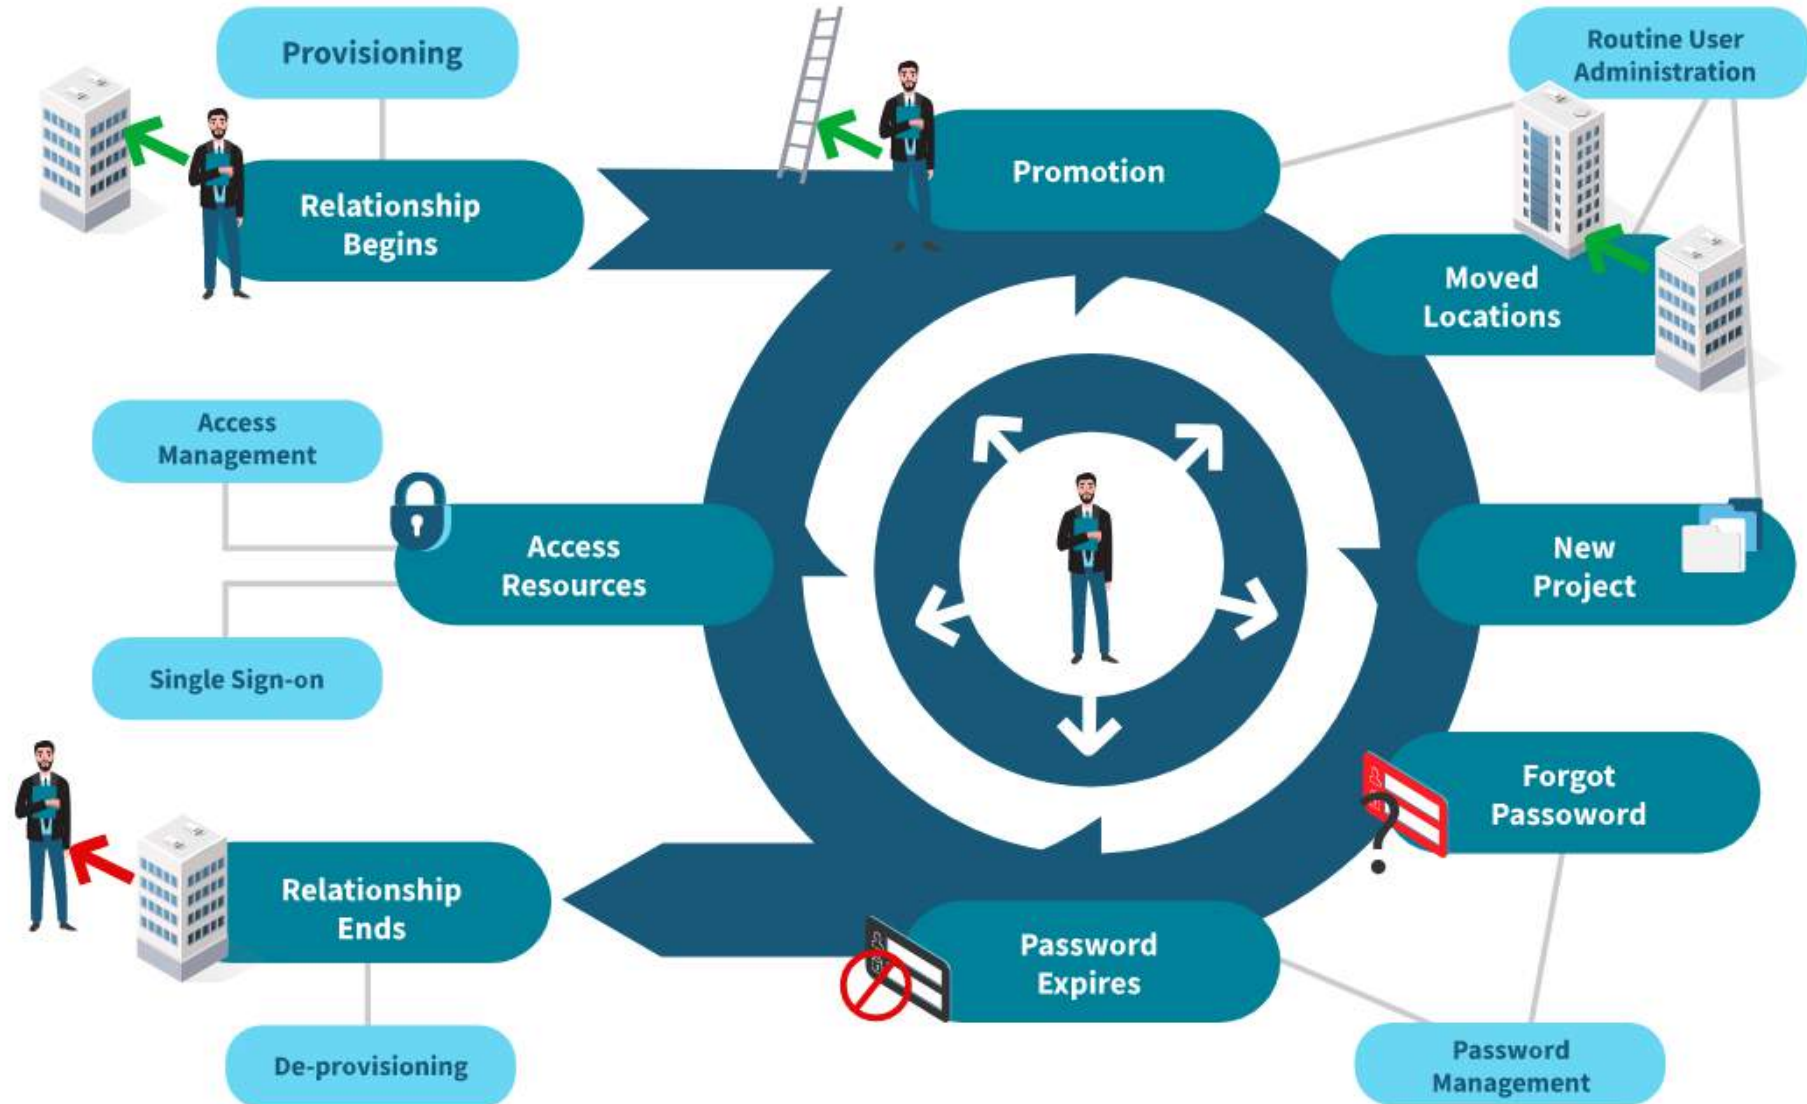 Provisioning
Relationship
Begins
Promotion
Routine User
Administration
Moved
Locations
Access
Management
Access
Resources
Single Sign-on
New
Project
Forgot
Passoword
Relationship
Ends
Password
Expires
De-provisioning
Password
Management